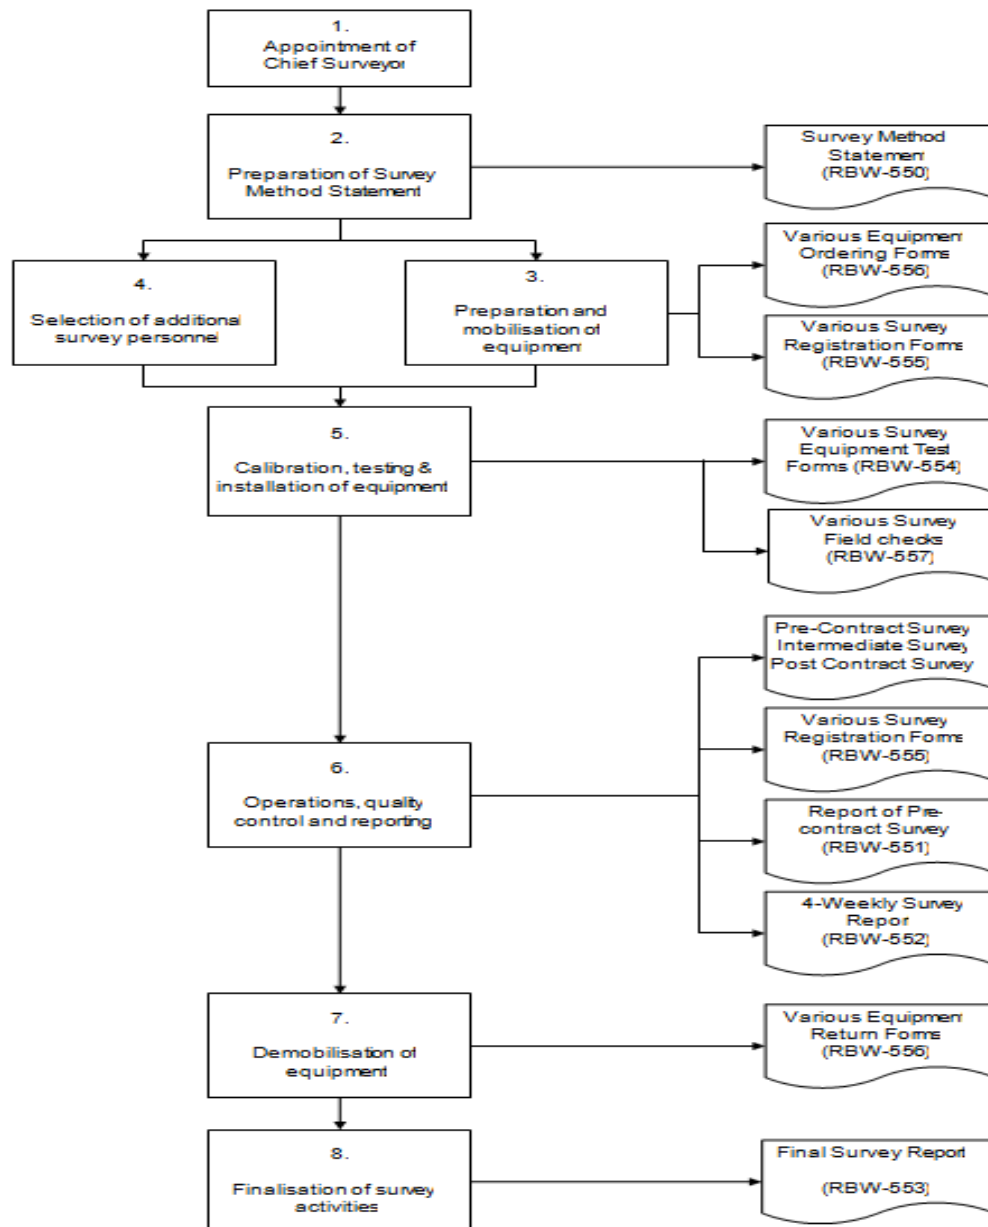 1.
Appointment of
Chief Surveyor
2.
Preparation of Survey
Method Statement
Survey Method
Statement
(RBW-550)
4.
Selection of additional
survey personnel
3.
Preparation and
mobilisation of
equipment
Various Equipment
Ordering Forms
(RBW-556)
Various Survey
Registration Forms
(RBW-555)
5.
Calibration, testing &
installation of equipment
Various Survey
Equipment Test
Forms (RBW-554)
Various Survey
Field checks
(RBW-557)
6.
Operations, quality
control and reporting
Pre-Contract Survey
Intermediate Survey
Post Contract Survey
Various Survey
Registration Forms
(RBW-555)
Report of Pre-
contract Survey
(RBW-551)
4-Weekly Survey
Repor
(RBW-552)
7.
Demobilisation of
equipment
Various Equipment
Return Forms
(RBW-556)
8.
Finalisation of survey
activities
Final Survey Report
(RBW-553)